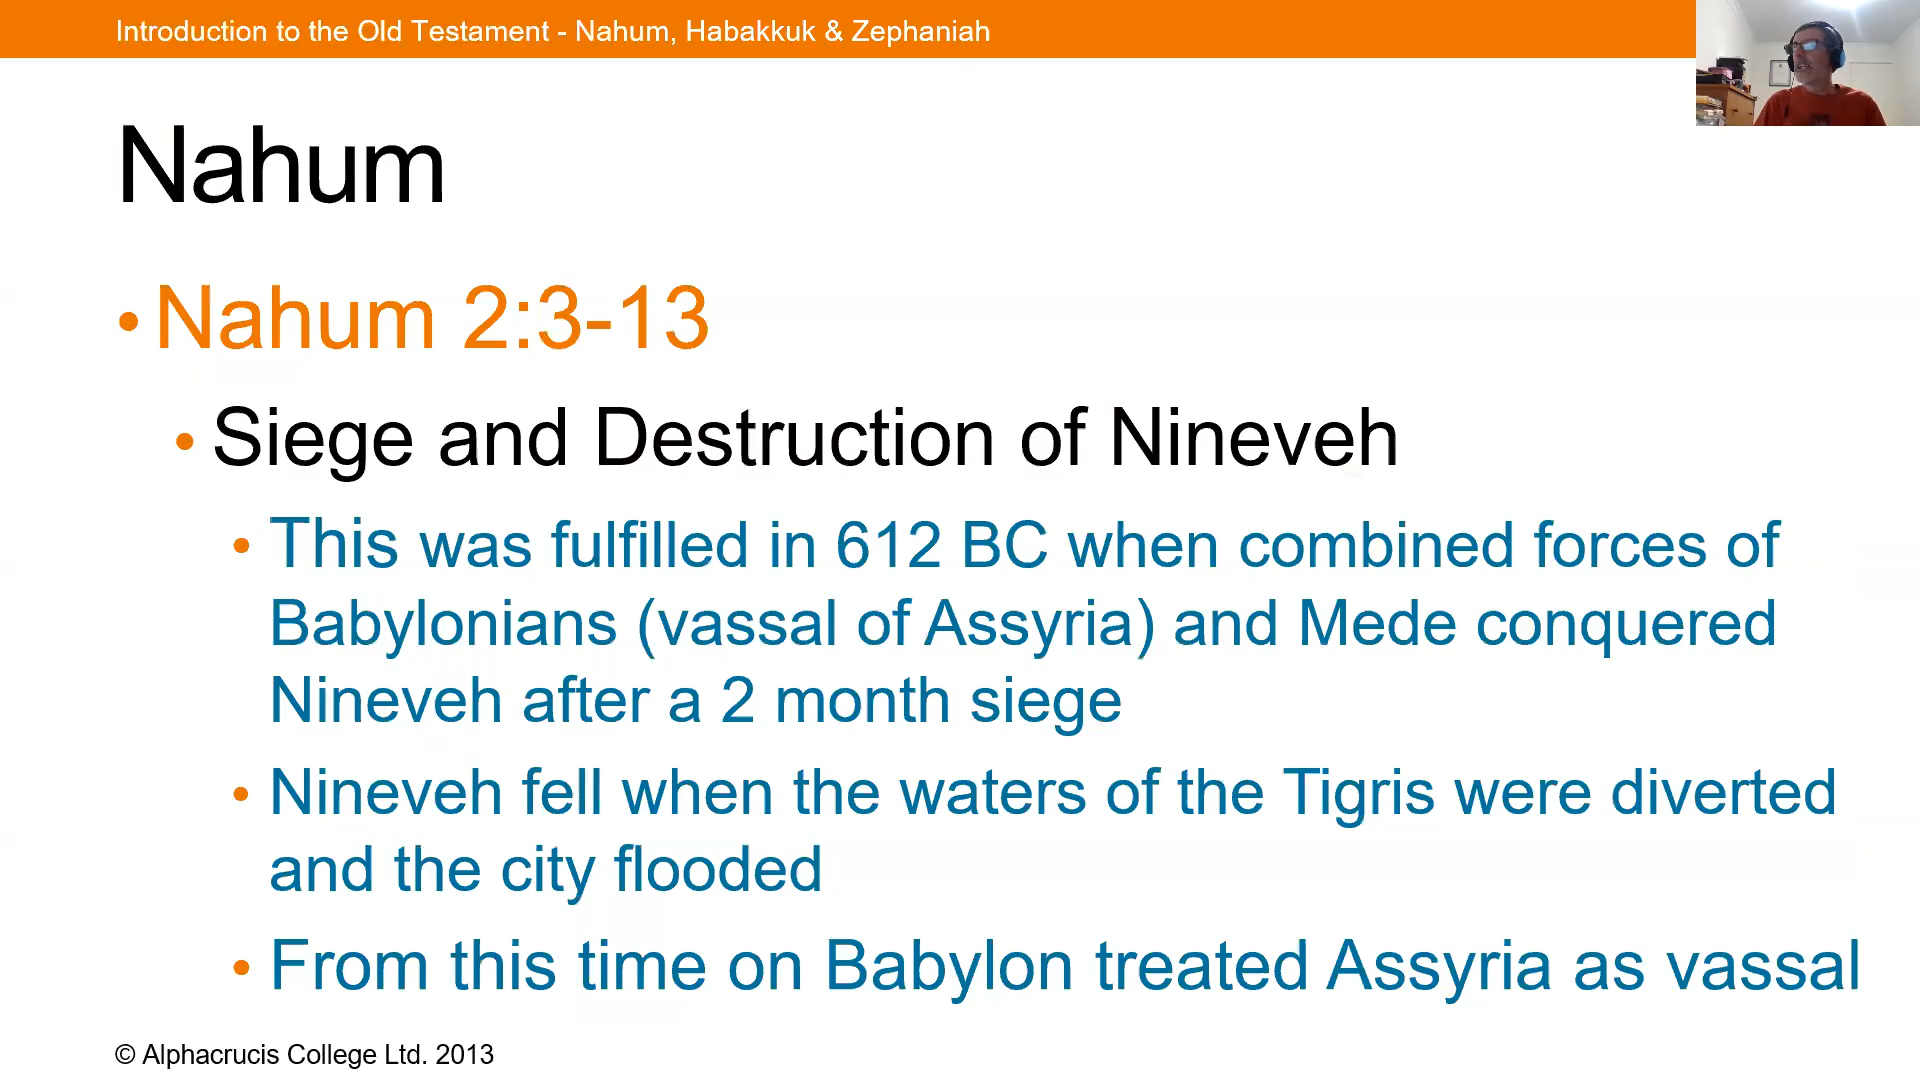 Introduction to the Old Testament - Nahum, Habakkuk & Zephaniah
Nahum
• Nahum 2:3-13
• Siege and Destruction of Nineveh
• This was fulfilled in 612 BC when combined forces of
Babylonians (vassal of Assyria) and Mede conquered
Nineveh after a 2 month siege
• Nineveh fell when the waters of the Tigris were diverted
and the city flooded
• From this time on Babylon treated Assyria as vassal
© Alphacrucis College Ltd. 2013